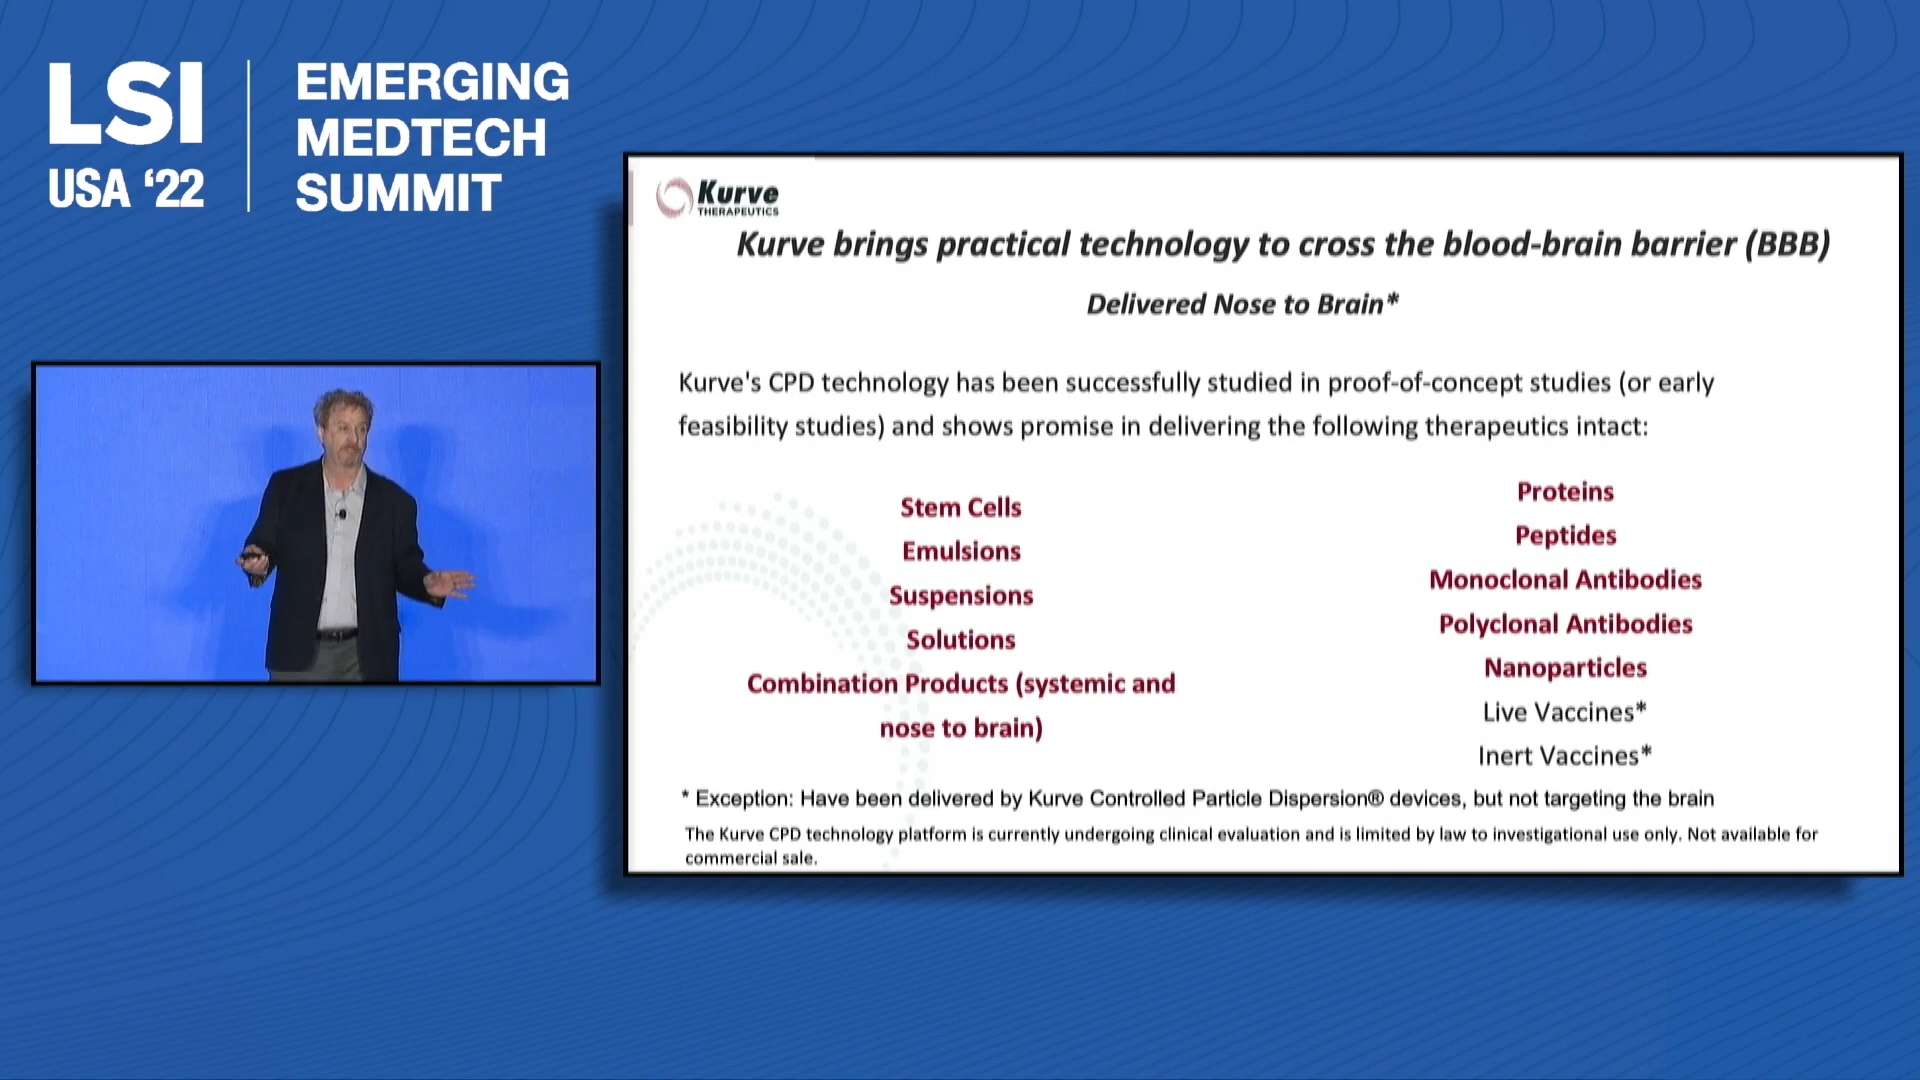 LSI
USA ‘22
EMERGING
MEDTECH
SUMMIT
Kurve
THERAPEUTICS
Kurve brings practical technology to cross the blood-brain barrier (BBB)
Delivered Nose to Brain*
Kurve's CPD technology has been successfully studied in proof-of-concept studies (or early
feasibility studies) and shows promise in delivering the following therapeutics intact:
Stem Cells
Emulsions
Suspensions
Solutions
Combination Products (systemic and
nose to brain)
Proteins
Peptides
Monoclonal Antibodies
Polyclonal Antibodies
Nanoparticles
Live Vaccines*
Inert Vaccines*
* Exception: Have been delivered by Kurve Controlled Particle Dispersion® devices, but not targeting the brain
The Kurve CPD technology platform is currently undergoing clinical evaluation and is limited by law to investigational use only. Not available for
commercial sale.